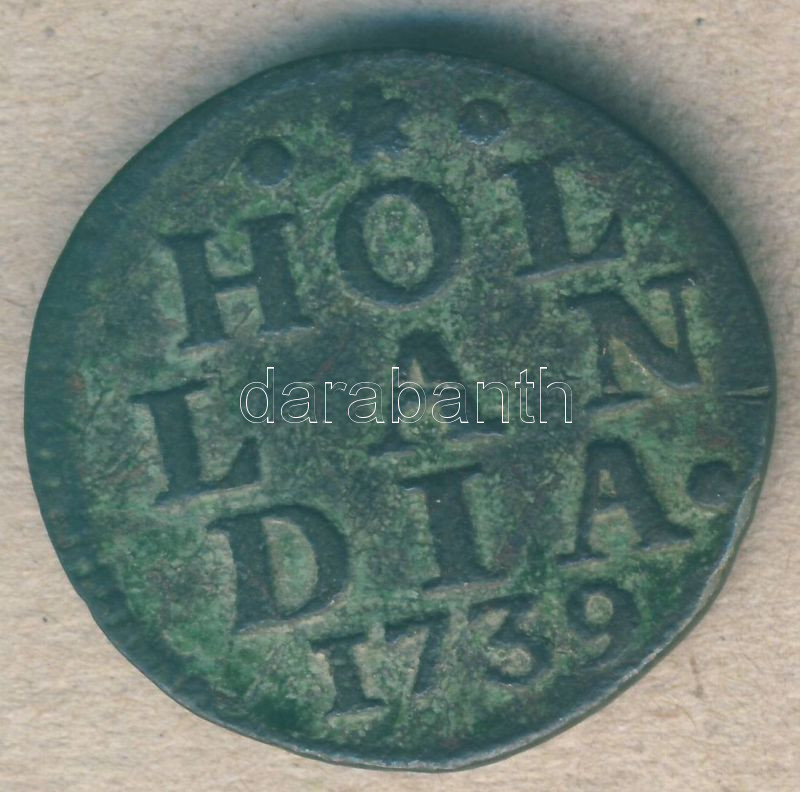 HOL
LAN
DIA.
1739
darabanth